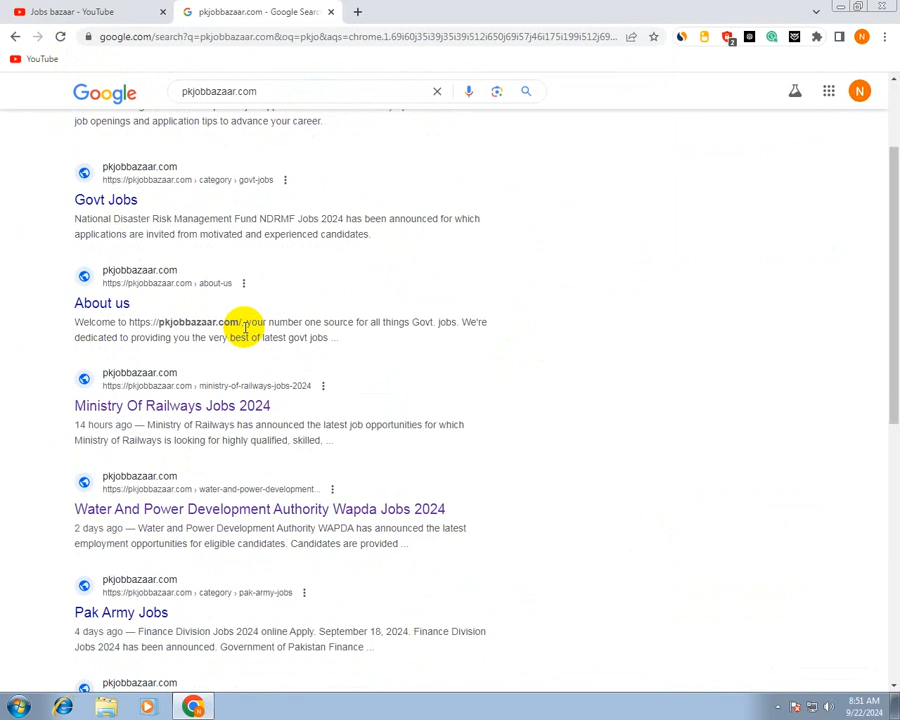 Jobs bazaar - YouTube
pkjobbazaar.com - Google Searc
google.com/search?q=pkjobbazaar.com&oq=pkjo&aqs=chrome.1.69i60j35i39i512i650j69i57j46i175i199i512j69...
2
N
YouTube
Google
pkjobbazaar.com
N
job openings and application tips to advance your career.
pkjobbazaar.com
https://pkjobbazaar.com › category › govt-jobs
Govt Jobs
National Disaster Risk Management Fund NDRMF Jobs 2024 has been announced for which
applications are invited from motivated and experienced candidates.
pkjobbazaar.com
https://pkjobbazaar.com › about-us
About us
Welcome to https://pkjobbazaar.com/, your number one source for all things Govt. jobs. We're
dedicated to providing you the very best of latest govt jobs ...
pkjobbazaar.com
https://pkjobbazaar.com › ministry-of-railways-jobs-2024
Ministry Of Railways Jobs 2024
14 hours ago — Ministry of Railways has announced the latest job opportunities for which
Ministry of Railways is looking for highly qualified, skilled, ...
pkjobbazaar.com
https://pkjobbazaar.com › water-and-power-development...
Water And Power Development Authority Wapda Jobs 2024
2 days ago — Water and Power Development Authority WAPDA has announced the latest
employment opportunities for eligible candidates. Candidates are provided ...
pkjobbazaar.com
https://pkjobbazaar.com › category › pak-army-jobs
Pak Army Jobs
4 days ago — Finance Division Jobs 2024 online Apply. September 18, 2024. Finance Division
Jobs 2024 has been announced. Government of Pakistan Finance ...
pkjobbazaar.com
8:51 AM
9/22/2024